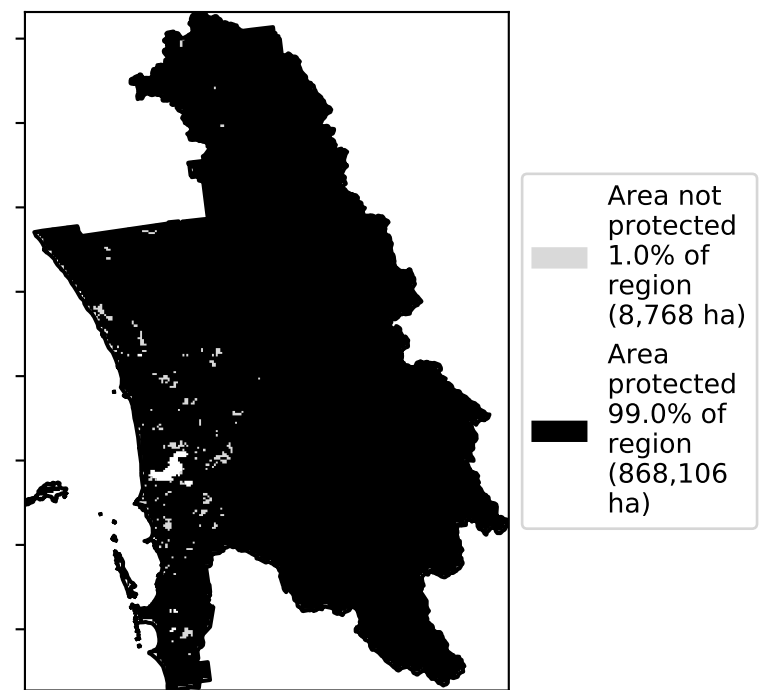 Area not
protected
1.0% of
region
(8,768 ha)
Area
protected
99.0% of
region
(868,106
ha)